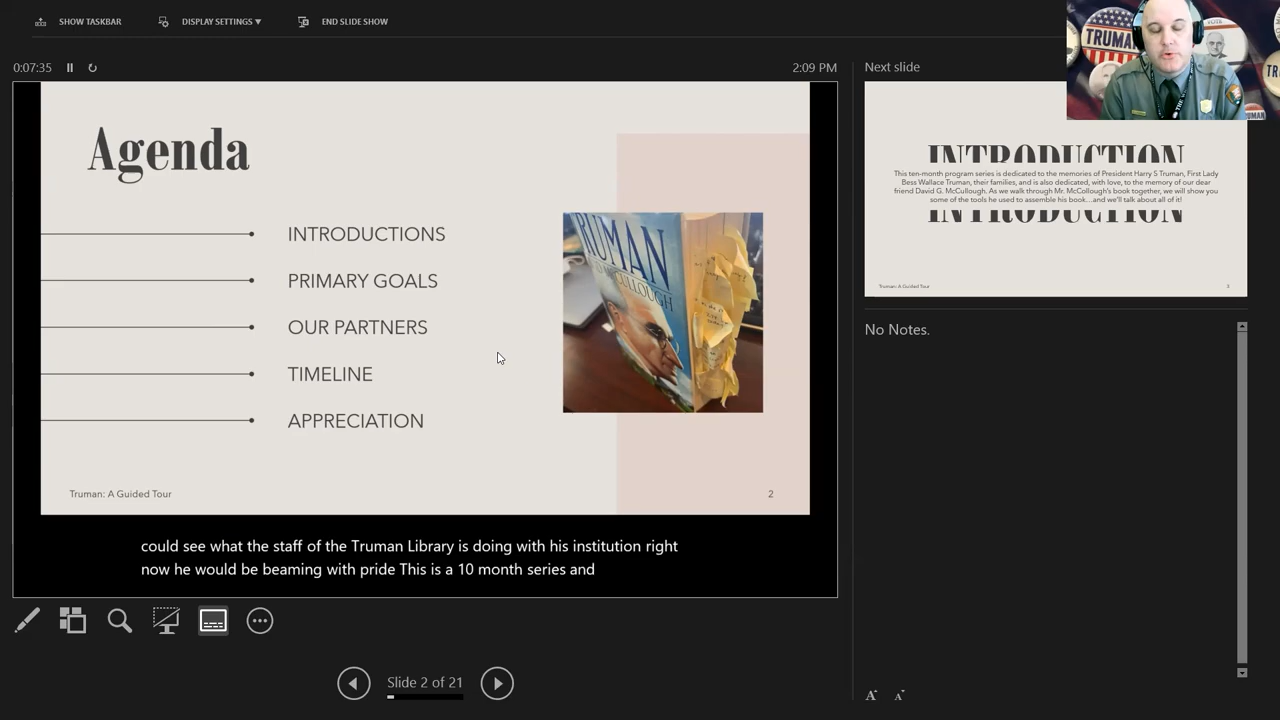 SHOW TASKBAR
DISPLAY SETTINGS ▼
END SLIDE SHOW
0:07:35
2:09 PM
Next slide
TRUMAN
VOTE
Agenda
INTRODUCTIONS
PRIMARY GOALS
OUR PARTNERS
TIMELINE
APPRECIATION
TRUMAN
McCULLOUGH
Truman: A Guided Tour
2
INTRODUCTION
This ten-month program series is dedicated to the memories of President Harry S Truman, First Lady
Bess Wallace Truman, their families, and is also dedicated, with love, to the memory of our dear
friend David G. McCullough. As we walk through Mr. McCollough's book together, we will show you
some of the tools he used to assemble his book…and we'll talk about all of it!
INTRODUCTION
Truman: A Guided Tour
3
No Notes.
could see what the staff of the Truman Library is doing with his institution right
now he would be beaming with pride This is a 10 month series and
Slide 2 of 21
A
A